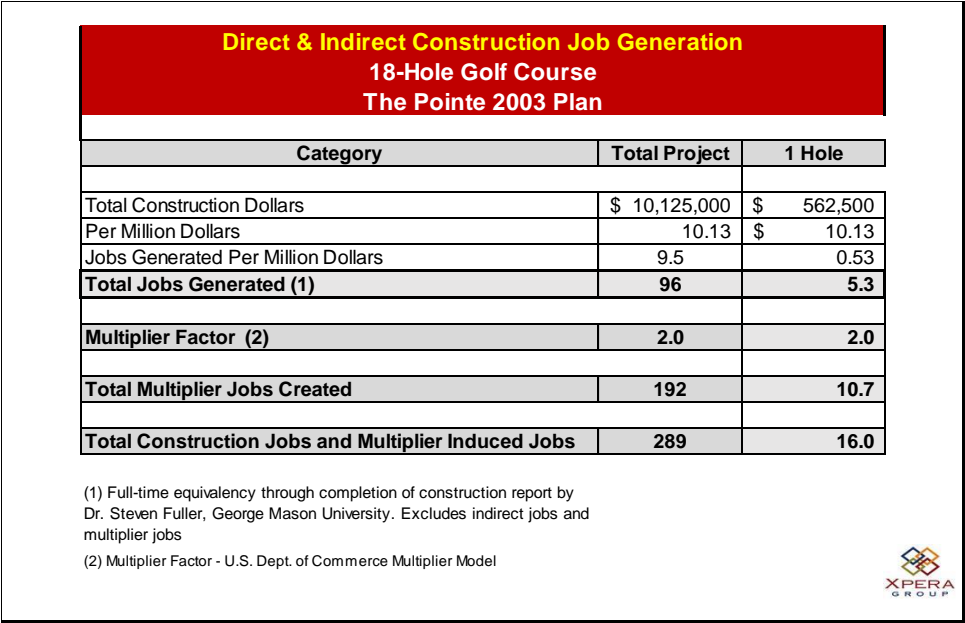 Direct & Indirect Construction Job Generation
18-Hole Golf Course
The Pointe 2003 Plan
Category Total Project 1 Hole
Total Construction Dollars $ 10,125,000 $ 562,500
Per Million Dollars 10.13 $ 10.13
Jobs Generated Per Million Dollars 9.5 0.53
Total Jobs Generated (1) 96 5.3
Multiplier Factor (2) 2.0 2.0
Total Multiplier Jobs Created 192 10.7
Total Construction Jobs and Multiplier Induced Jobs 289 16.0
(1) Full-time equivalency through completion of construction report by
Dr. Steven Fuller, George Mason University. Excludes indirect jobs and
multiplier jobs
(2) Multiplier Factor - U.S. Dept. of Commerce Multiplier Model
XPERA
GROUP